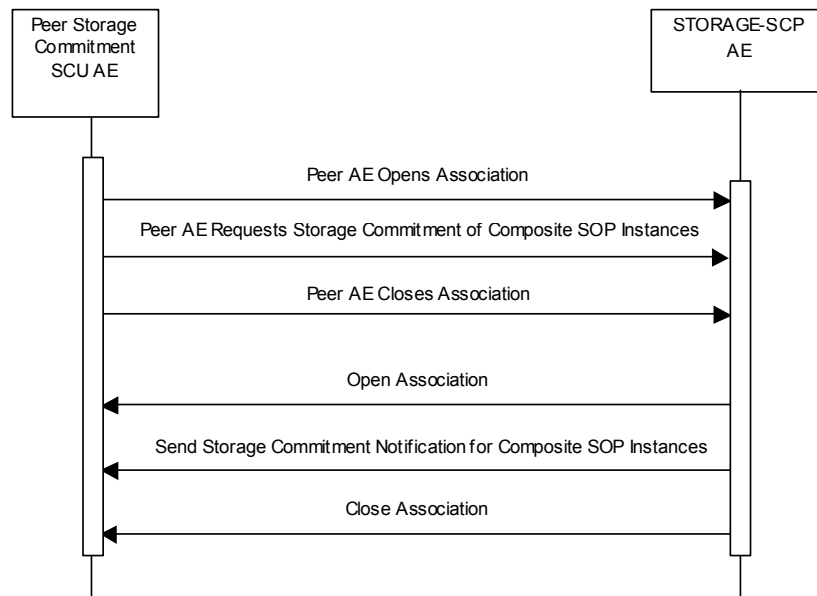 Peer Storage
Commitment
SCU AE
STORAGE-SCP
AE
Peer AE Opens Association
Peer AE Requests Storage Commitment of Composite SOP Instances
Peer AE Closes Association
Open Association
Send Storage Commitment Notification for Composite SOP Instances
Close Association